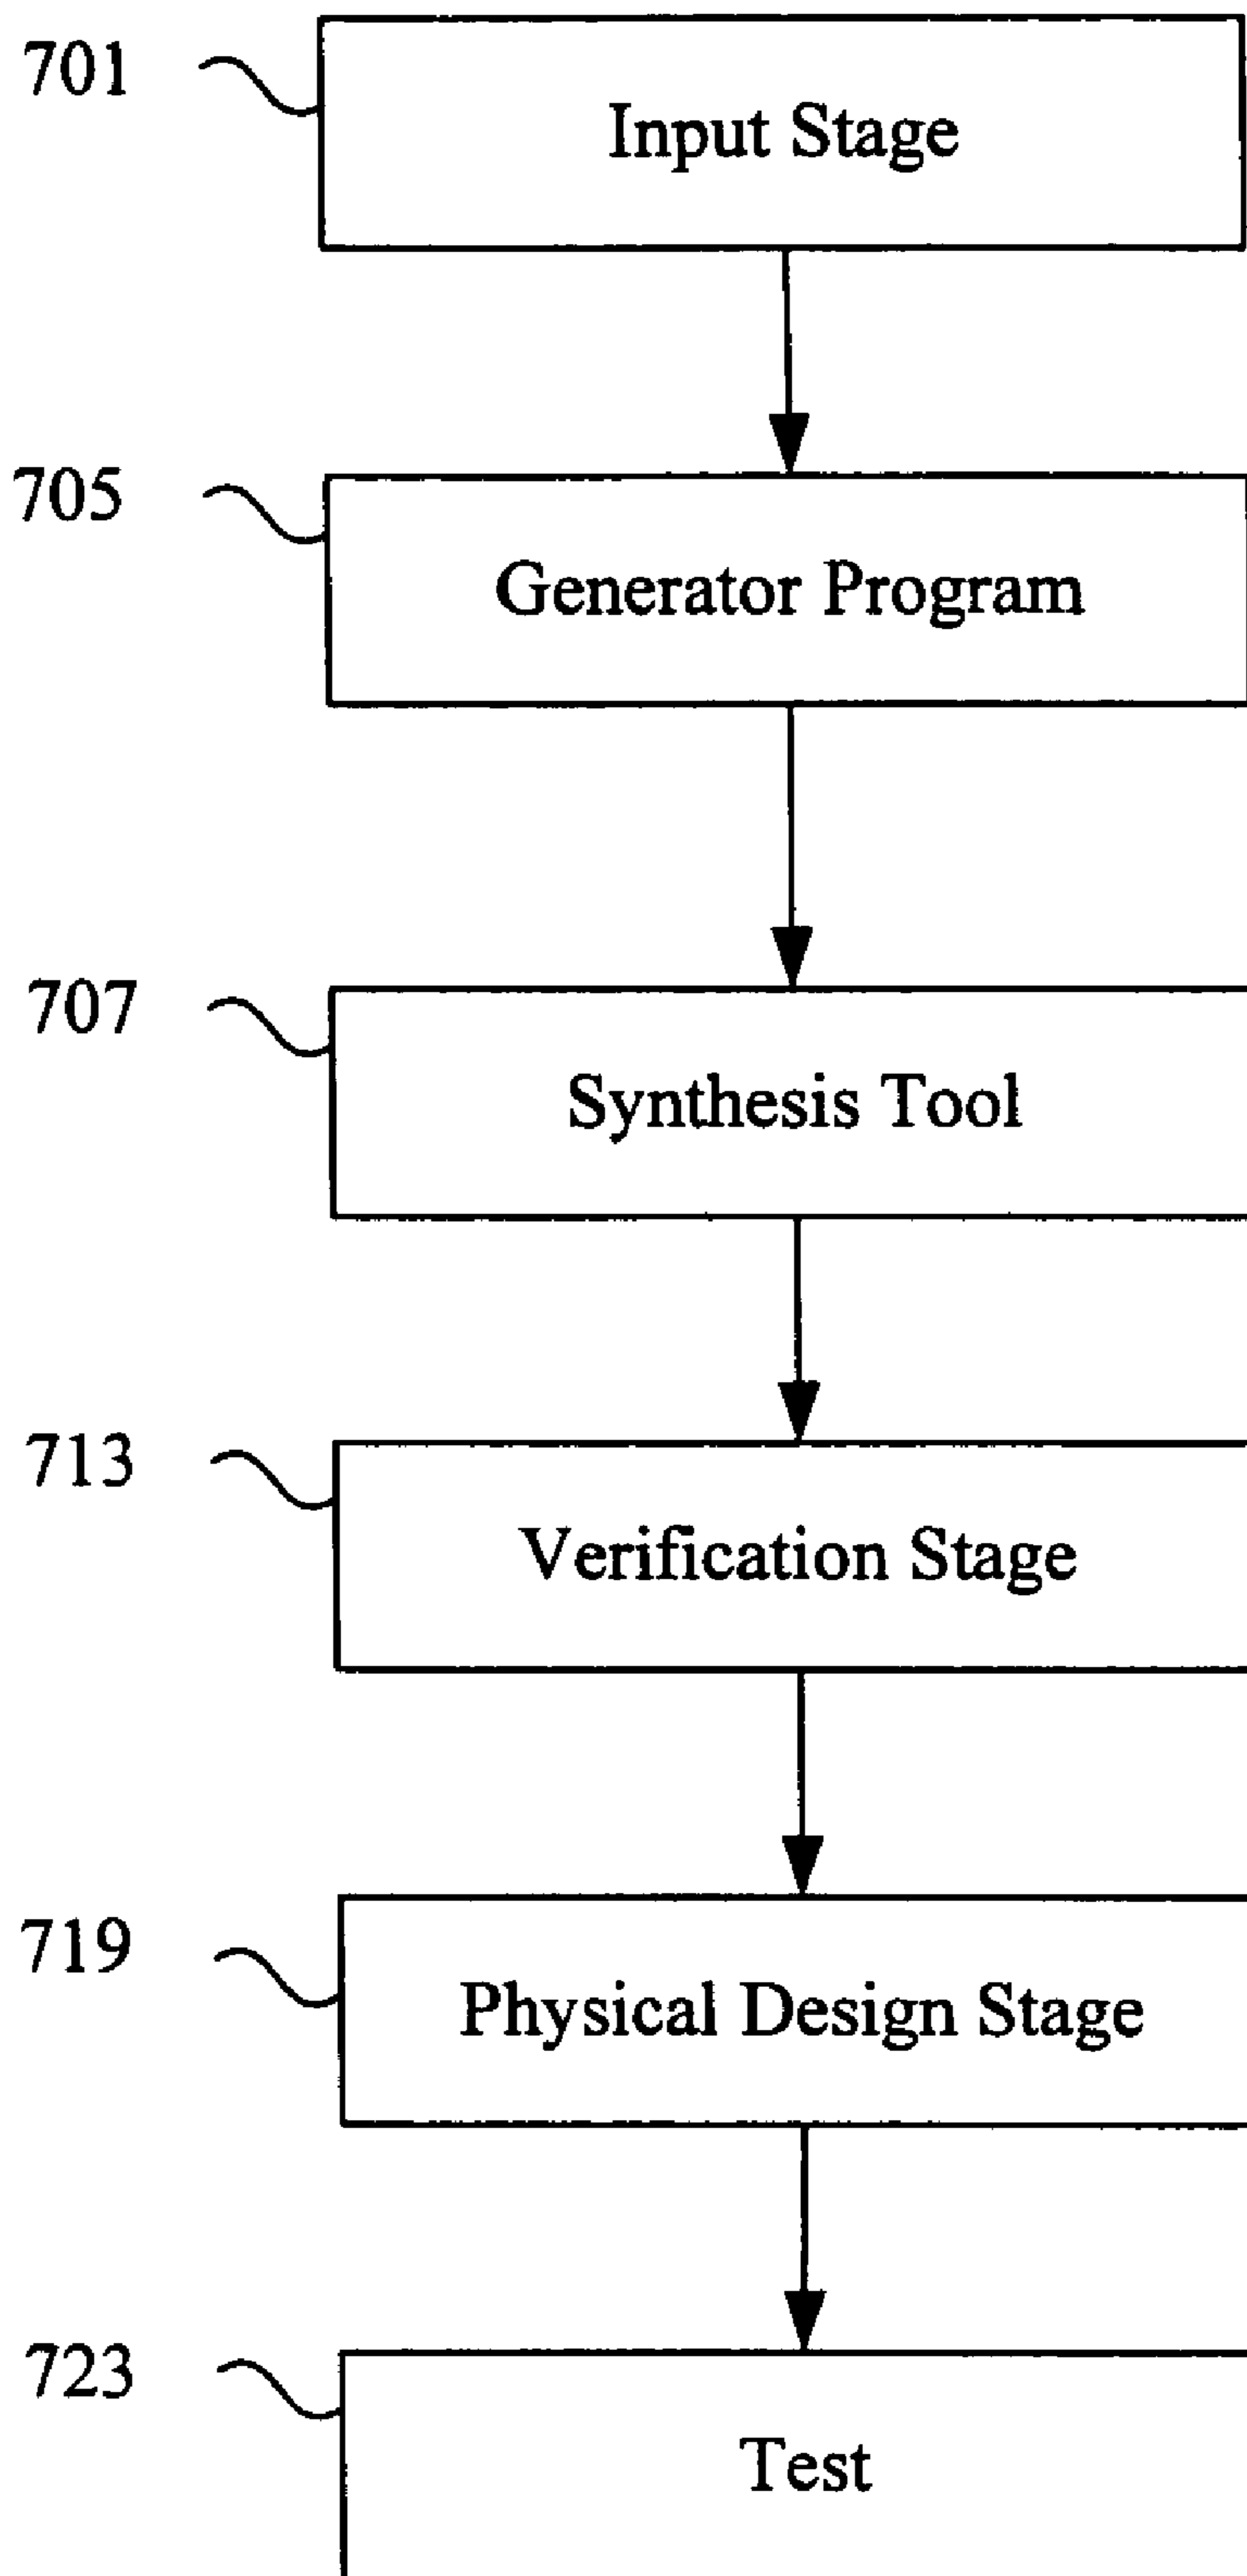 701
Input Stage
705
Generator Program
707
Synthesis Tool
713
Verification Stage
719
Physical Design Stage
723
Test